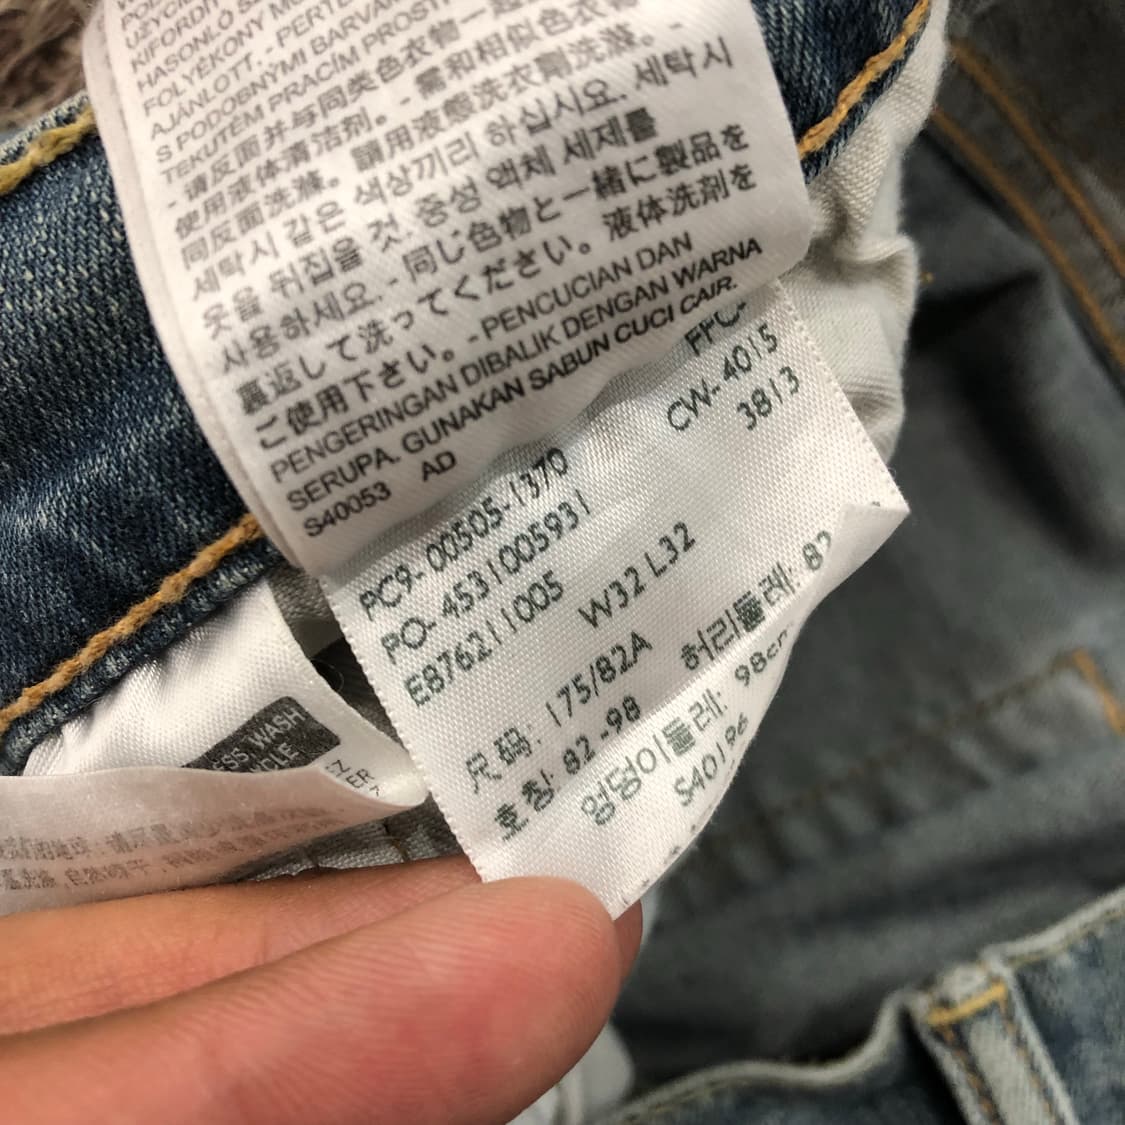 KIFORDÍT
HASONLÓ S
FOLYÉKONY M
AJÁNLOTT. - PERTE
S PODOBNÝMI BARVAM
TEKUTÉM PRACÍM PROST
- 请反面并与同类色衣物一起
使用液体清洁剂。- 需和相似色衣物
同反面洗滌。請用液態洗衣劑洗滌。-
세탁시 같은 색상끼리 하십시요. 세탁시
옷을 뒤집을 것. 중성 액체 세제를
사용하세요. - 同じ色物と一緒に製品を
裏返して洗ってください。液体洗剤を
ご使用下さい。- PENCUCIAN DAN
PENGERINGAN DIBALIK DENGAN WARNA
SERUPA. GUNAKAN SABUN CUCI CAIR.
S40053 AD
FPC-
CW-4015
3813
PC9-00505-1370
PO-4531005931
E876211005
W32 L32
尺码: 175/82A
허리둘레: 82
호칭: 82-98
엉덩이둘레: 98cm
S40196
WASH